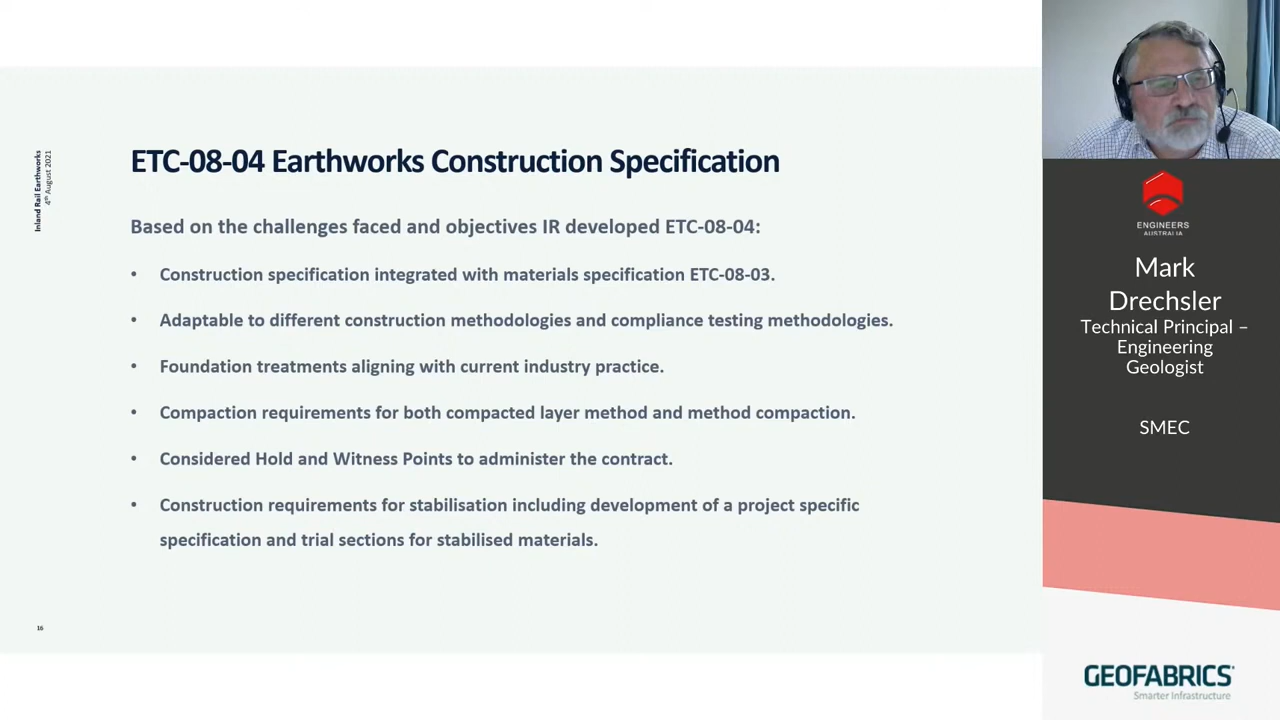 Inland Rail Earthworks
4th August 2021
ETC-08-04 Earthworks Construction Specification
Based on the challenges faced and objectives IR developed ETC-08-04:
• Construction specification integrated with materials specification ETC-08-03.
• Adaptable to different construction methodologies and compliance testing methodologies.
• Foundation treatments aligning with current industry practice.
• Compaction requirements for both compacted layer method and method compaction.
• Considered Hold and Witness Points to administer the contract.
• Construction requirements for stabilisation including development of a project specific
specification and trial sections for stabilised materials.
16
ENGINEERS
AUSTRALIA
Mark
Drechsler
Technical Principal –
Engineering
Geologist
SMEC
GEOFABRICS
Smarter Infrastructure